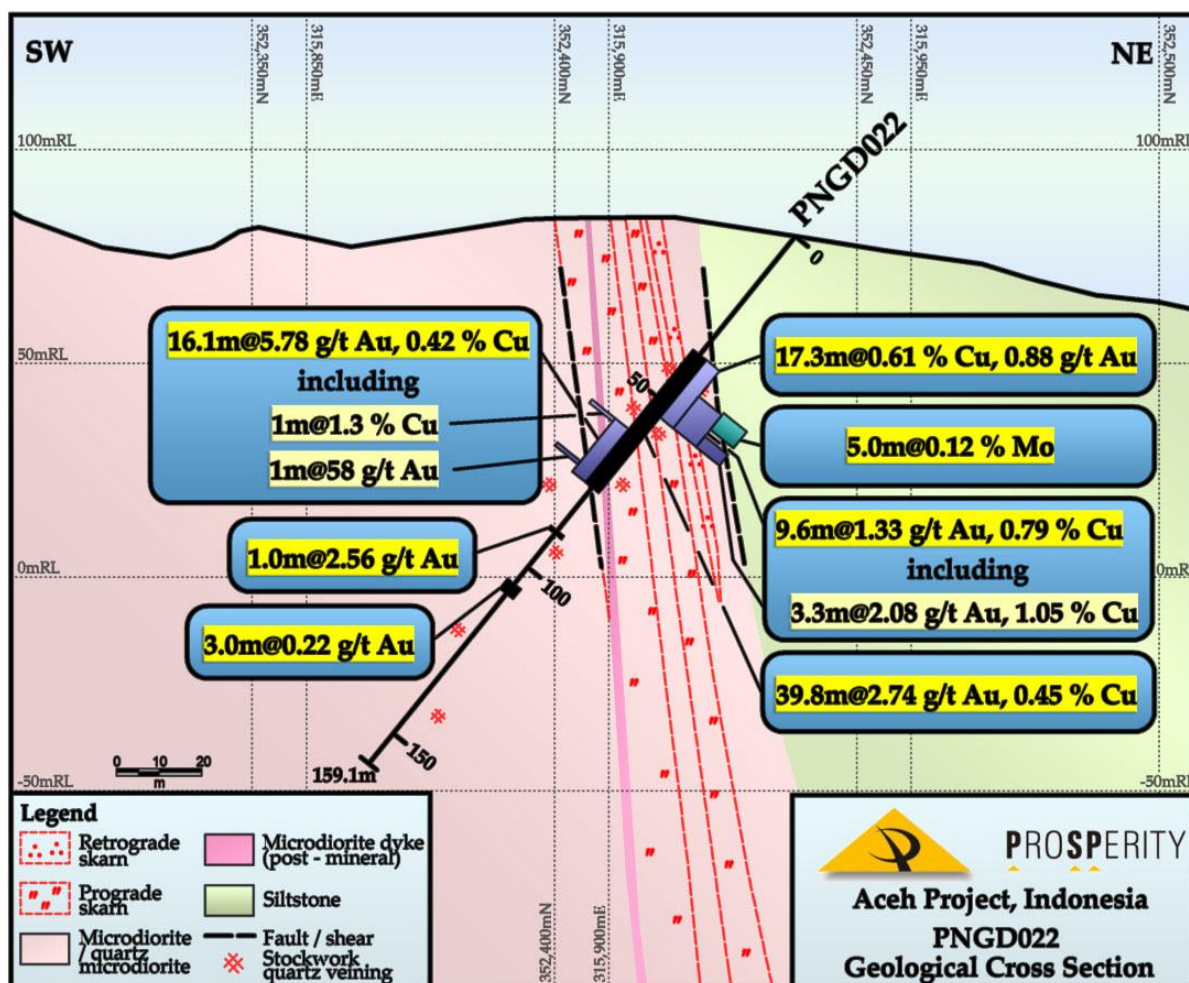 SW
NE
352,350mN
315,850mE
352,400mN
315,900mE
352,450mN
315,950mE
352,500mN
100mRL
100mRL
PNGD022
0
50mRL
16.1m@5.78 g/t Au, 0.42 % Cu
including
1m@1.3 % Cu
1m@58 g/t Au
50
17.3m@0.61 % Cu, 0.88 g/t Au
5.0m@0.12 % Mo
9.6m@1.33 g/t Au, 0.79 % Cu
including
3.3m@2.08 g/t Au, 1.05 % Cu
1.0m@2.56 g/t Au
0mRL
0mRL
100
3.0m@0.22 g/t Au
39.8m@2.74 g/t Au, 0.45 % Cu
150
159.1m
0 10 20
m
-50mRL
-50mRL
Legend
Retrograde
skarn
Prograde
skarn
Microdiorite
/ quartz
microdiorite
Microdiorite dyke
(post - mineral)
Siltstone
Fault / shear
Stockwork
quartz veining
352,400mN
315,900mE
PROSPERITY
Aceh Project, Indonesia
PNGD022
Geological Cross Section